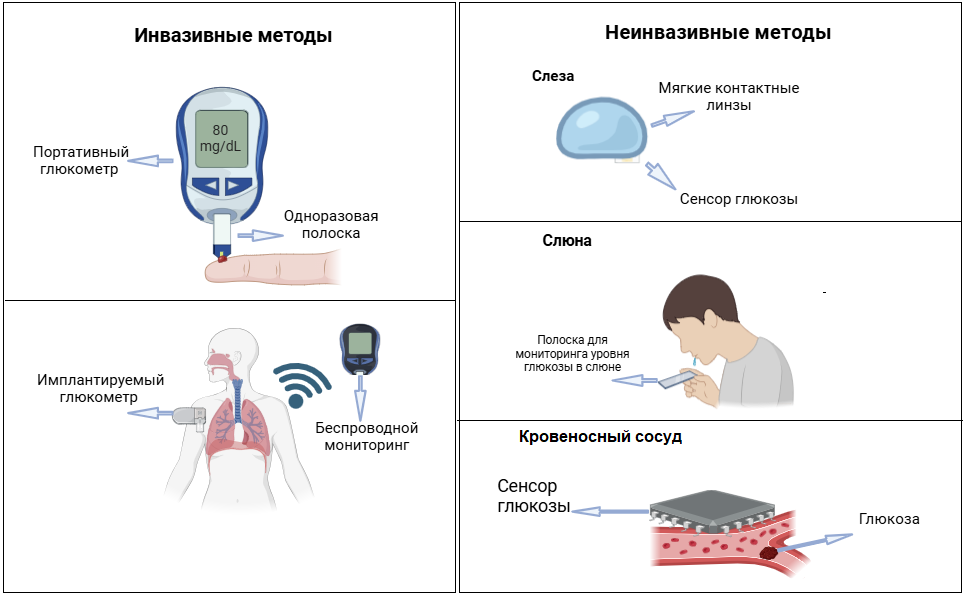 Инвазивные методы
80
mg/dL
Портативный
глюкометр
Одноразовая
полоска
Имплантируемый
глюкометр
Беспроводной
мониторинг
Неинвазивные методы
Слеза
Мягкие контактные
линзы
Сенсор глюкозы
Слюна
-
Полоска для
мониторинга уровня
глюкозы в слюне
Кровеносный сосуд
Сенсор
глюкозы
Глюкоза